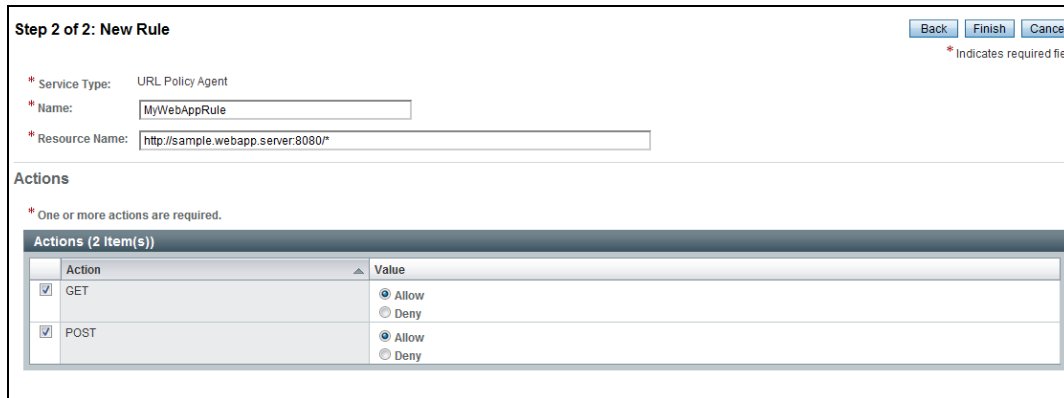 Step 2 of 2: New Rule
Back Finish Cance
* Indicates required fie
* Service Type: URL Policy Agent
* Name: MyWebAppRule
* Resource Name: http://sample.webapp.server:8080/*
Actions
* One or more actions are required.
Actions (2 Item(s))
Action Value
GET Allow
Deny
POST Allow
Deny